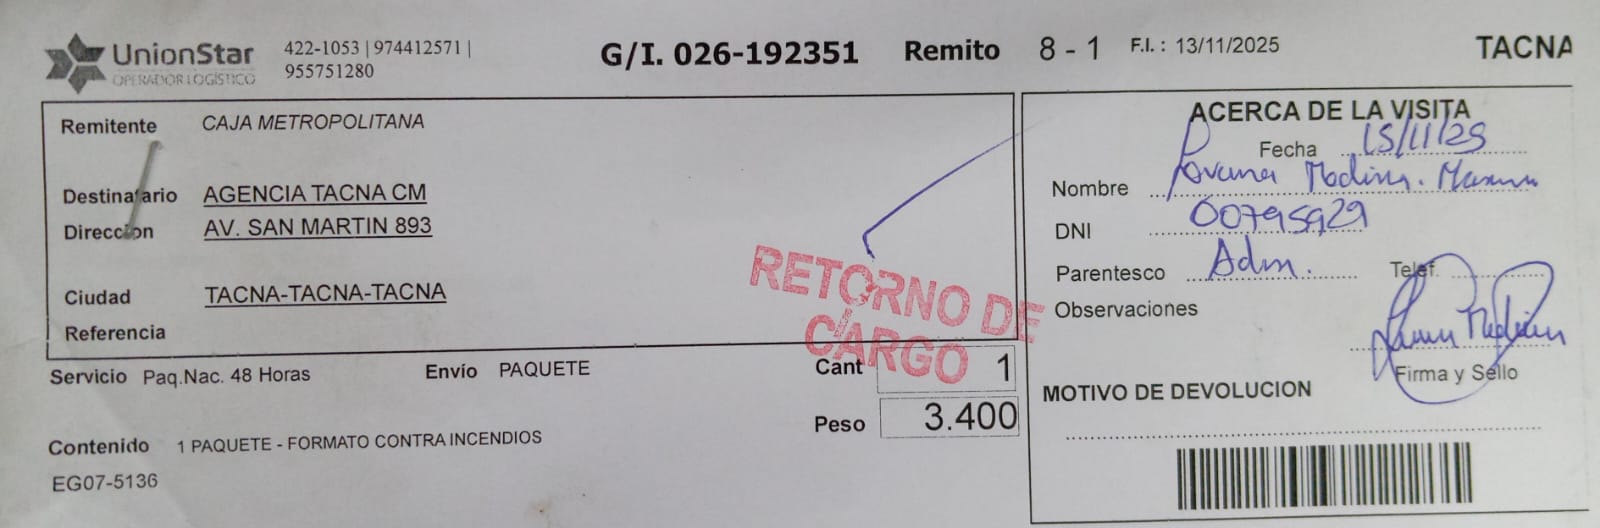 UnionStar
OPERADOR LOGÍSTICO
422-1053 | 974412571 |
955751280
G/I. 026-192351 Remito 8 - 1 F.I.: 13/11/2025 TACNA
Remitente CAJA METROPOLITANA
Destinatario AGENCIA TACNA CM
Direccion AV. SAN MARTIN 893
Ciudad TACNA-TACNA-TACNA
Referencia
RETORNO DE
CARGO
Servicio Paq.Nac. 48 Horas Envío PAQUETE Cant 1
Peso 3.400
Contenido 1 PAQUETE - FORMATO CONTRA INCENDIOS
EG07-5136
ACERCA DE LA VISITA
Fecha 15/11/25
Nombre Medina
DNI 00795929
Parentesco Adm. Telef.
Observaciones
Firma y Sello
MOTIVO DE DEVOLUCION